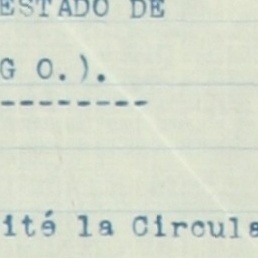 ESTADO DE
G O.).
---------
ité la Circula